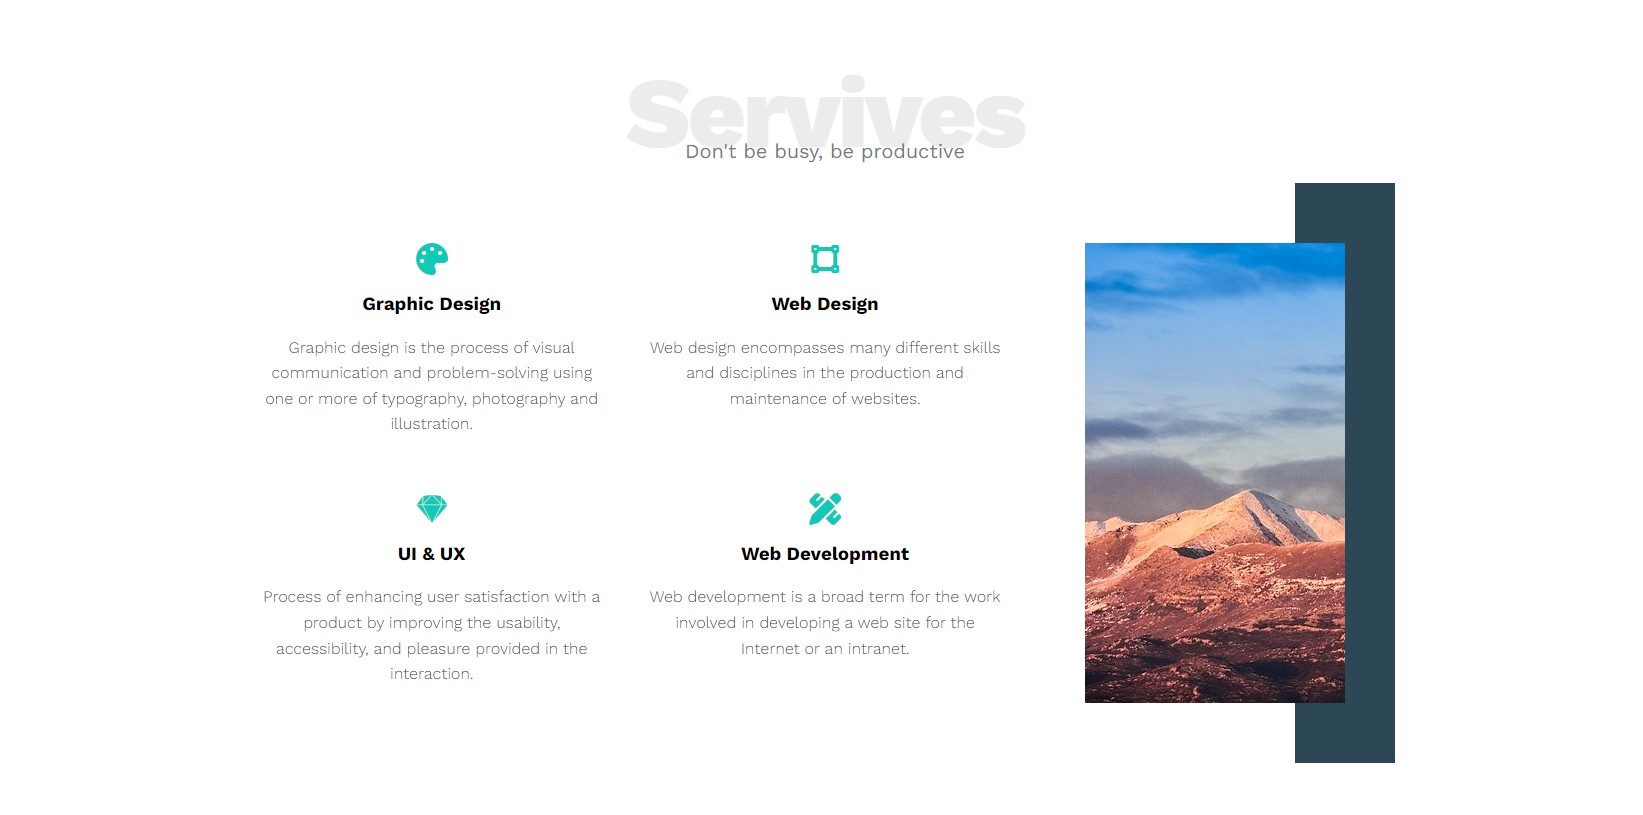 Servives
Don't be busy, be productive
Graphic Design
Graphic design is the process of visual
communication and problem-solving using
one or more of typography, photography and
illustration.
Web Design
Web design encompasses many different skills
and disciplines in the production and
maintenance of websites.
UI & UX
Process of enhancing user satisfaction with a
product by improving the usability,
accessibility, and pleasure provided in the
interaction.
Web Development
Web development is a broad term for the work
involved in developing a web site for the
Internet or an intranet.